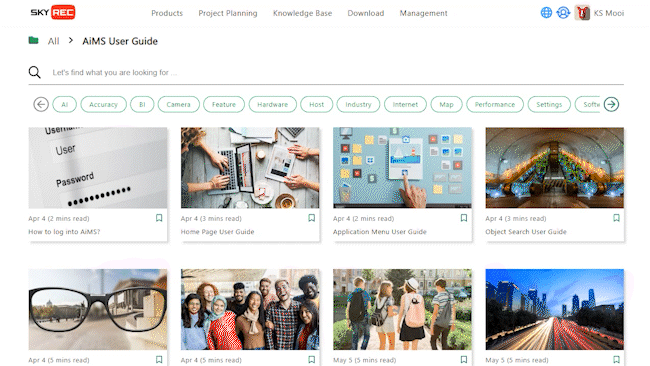 SKY REC Products Project Planning Knowledge Base Download Management KS Mooi
All > AiMS User Guide
Let's find what you are looking for ...
AI Accuracy BI Camera Feature Hardware Host Industry Internet Map Performance Settings Softw
Username
User
Password
Apr 4 (2 mins read)
How to log into AiMS?
Apr 4 (3 mins read)
Home Page User Guide
Apr 4 (2 mins read)
Application Menu User Guide
Apr 4 (3 mins read)
Object Search User Guide
Apr 4 (5 mins read)
Apr 4 (5 mins read)
May 5 (5 mins read)
May 5 (5 mins read)